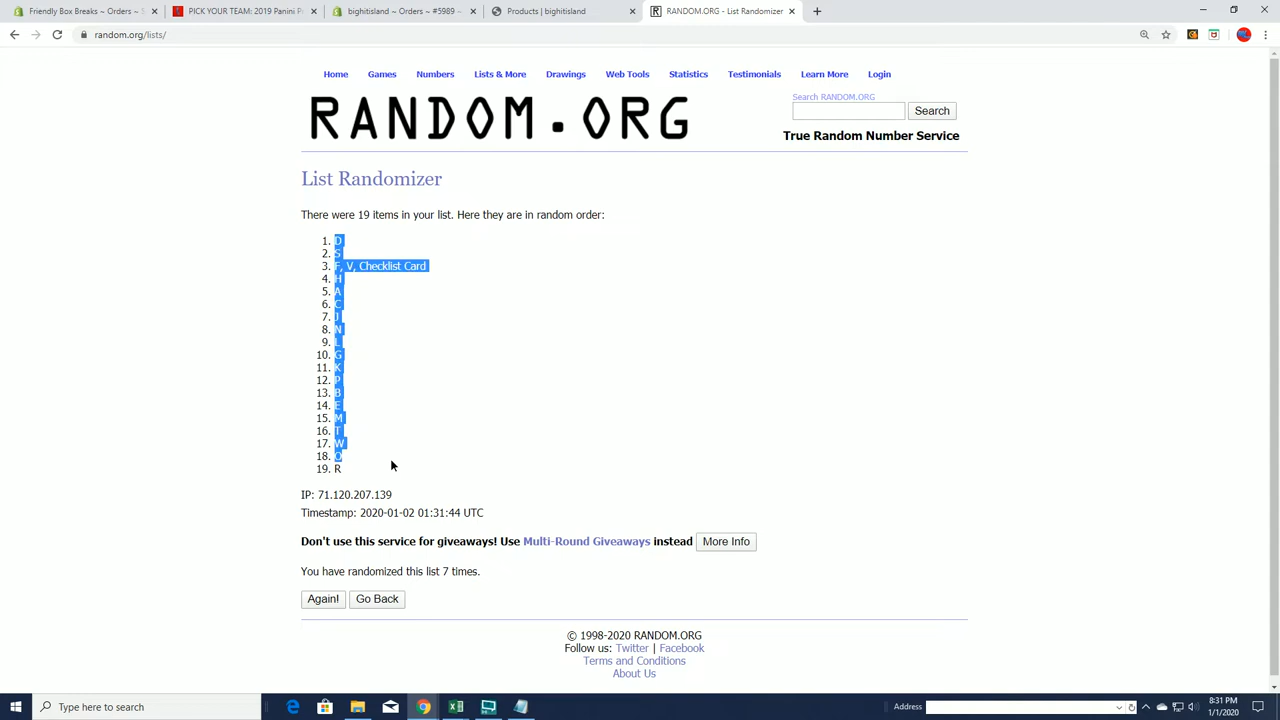 Friendly Box Breaks ~ Orders ~ S
PICK YOUR TEAM: 2019 Panini P
BOX BREAKS ~ Orders ~ #5989 ~
Products ~ bightisland
RANDOM.ORG - List Randomizer
random.org/lists/
Home Games Numbers Lists & More Drawings Web Tools Statistics Testimonials Learn More Login
RANDOM.ORG
Search RANDOM.ORG
Search
True Random Number Service
List Randomizer
There were 19 items in your list. Here they are in random order:
1. D
2. S
3. F, V, Checklist Card
4. H
5. A
6. C
7. J
8. N
9. L
10. G
11. K
12. P
13. B
14. E
15. M
16. T
17. W
18. O
19. R
IP: 71.120.207.139
Timestamp: 2020-01-02 01:31:44 UTC
Don't use this service for giveaways! Use Multi-Round Giveaways instead More Info
You have randomized this list 7 times.
Again! Go Back
© 1998-2020 RANDOM.ORG
Follow us: Twitter | Facebook
Terms and Conditions
About Us
Type here to search
Address
8:31 PM
1/1/2020